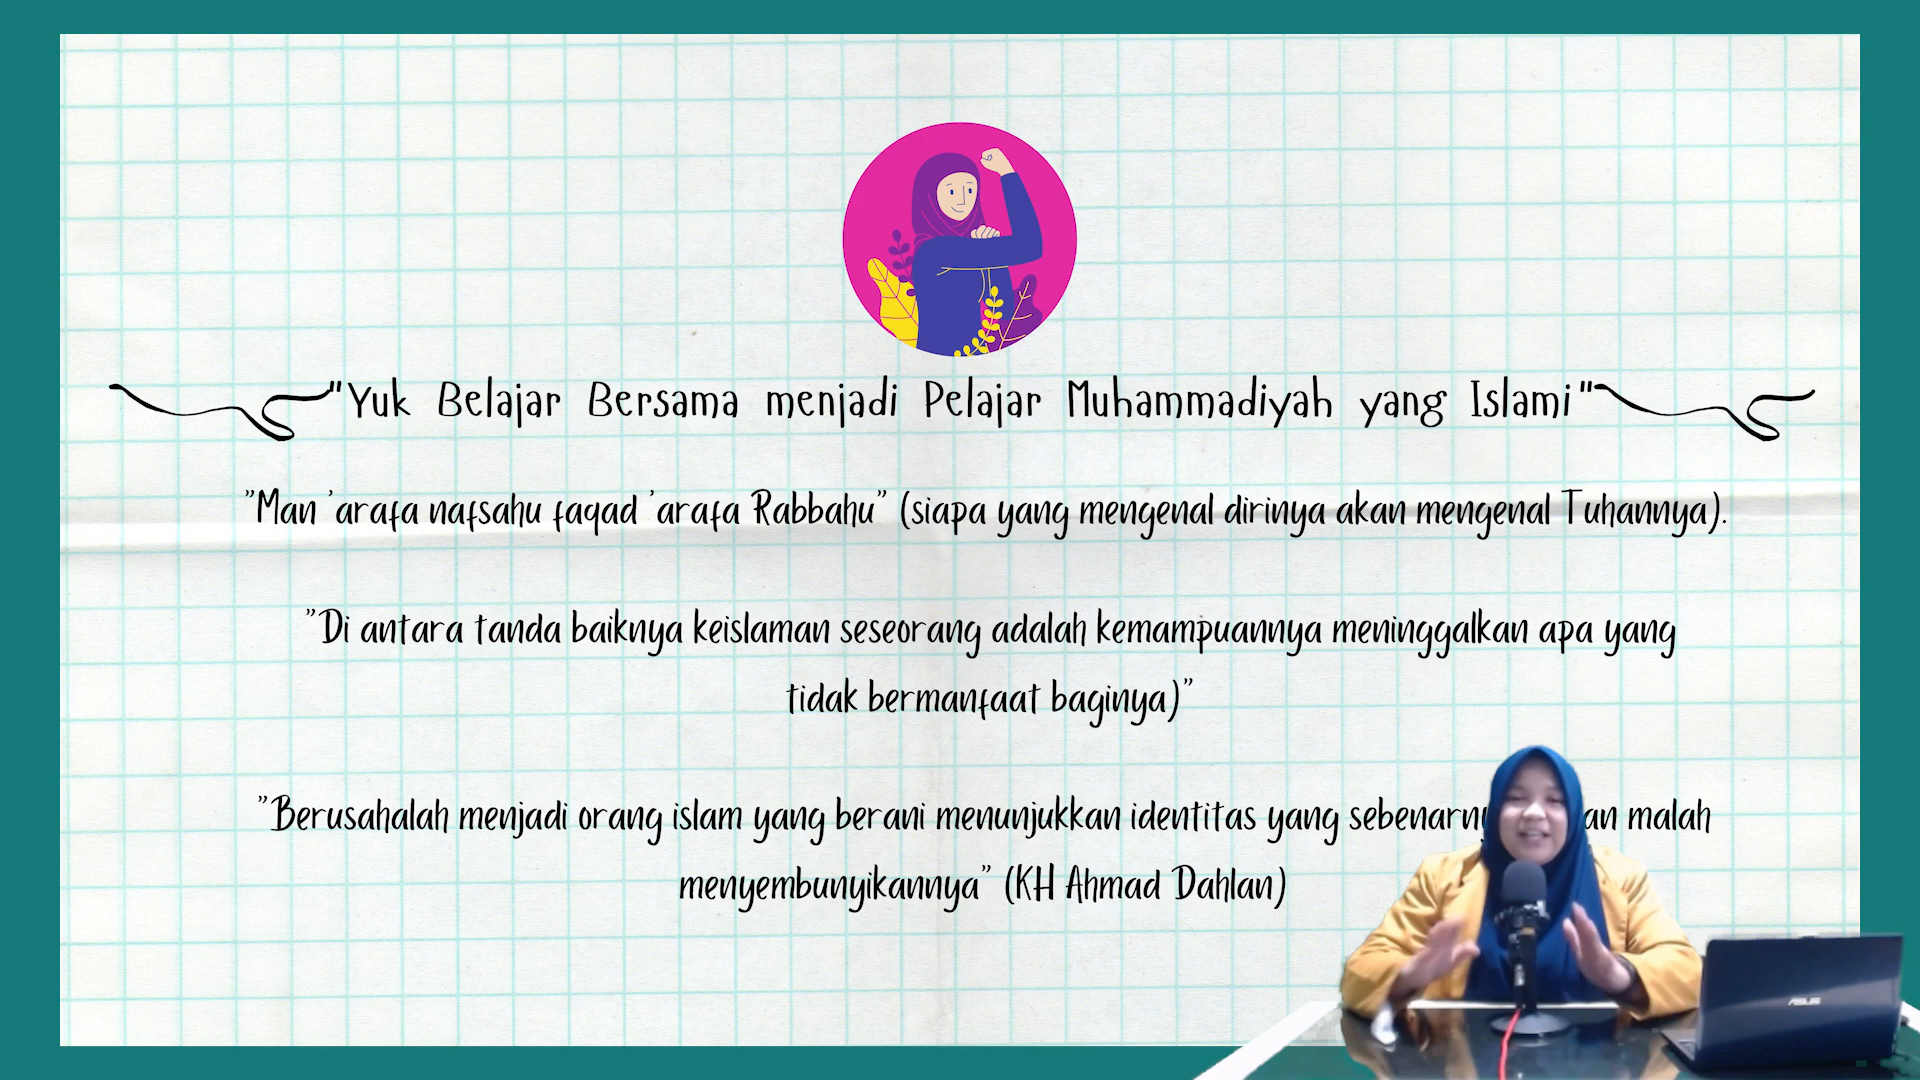 "Yuk Belajar Bersama menjadi Pelajar Muhammadiyah yang Islami"
"Man 'arafa nafsahu faqad 'arafa Rabbahu" (siapa yang mengenal dirinya akan mengenal Tuhannya).
"Di antara tanda baiknya keislaman seseorang adalah kemampuannya meninggalkan apa yang
tidak bermanfaat baginya)"
"Berusahalah menjadi orang islam yang berani menunjukkan identitas yang malah
menyembunyikannya" (KH Ahmad Dahlan)
ASUS